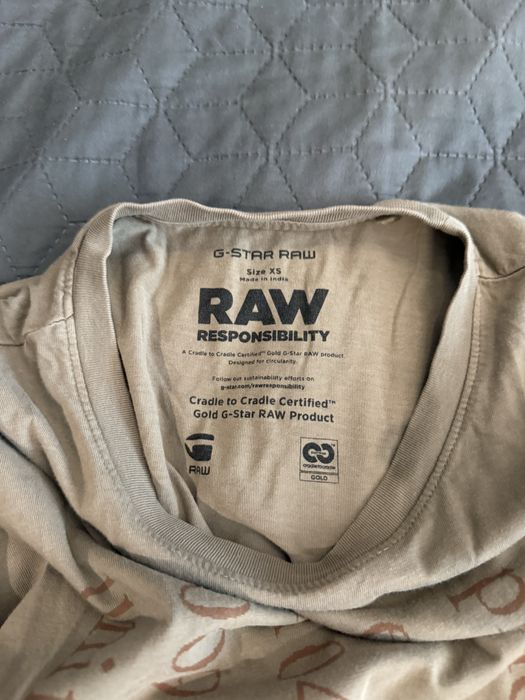 G-STAR RAW
Size XS
Made in India
RAW
RESPONSIBILITY
A Cradle to Cradle Certified™ Gold G-Star RAW product.
Designed for circularity.
Follow our sustainability efforts on
g-star.com/rawresponsibility
Cradle to Cradle Certified™
Gold G-Star RAW Product
RAW
cradletocradle
GOLD